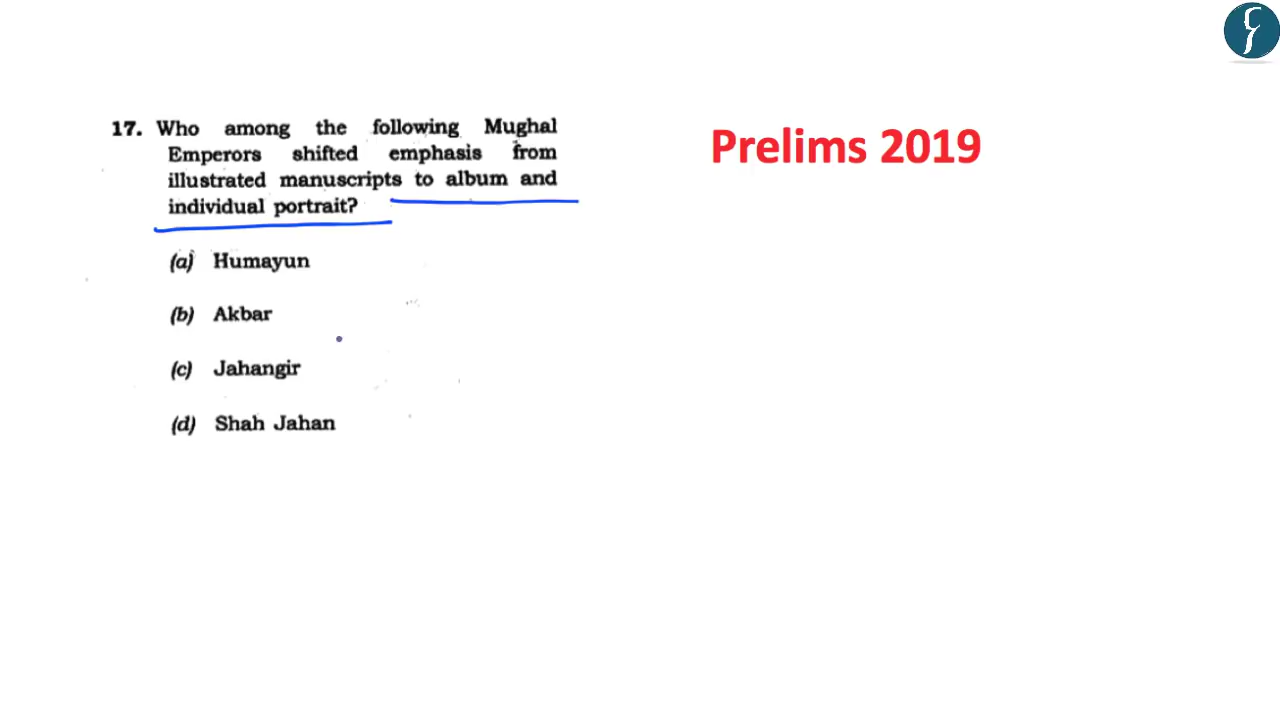 17. Who among the following Mughal
Emperors shifted emphasis from
illustrated manuscripts to album and
individual portrait?
(a) Humayun
(b) Akbar
(c) Jahangir
(d) Shah Jahan
Prelims 2019